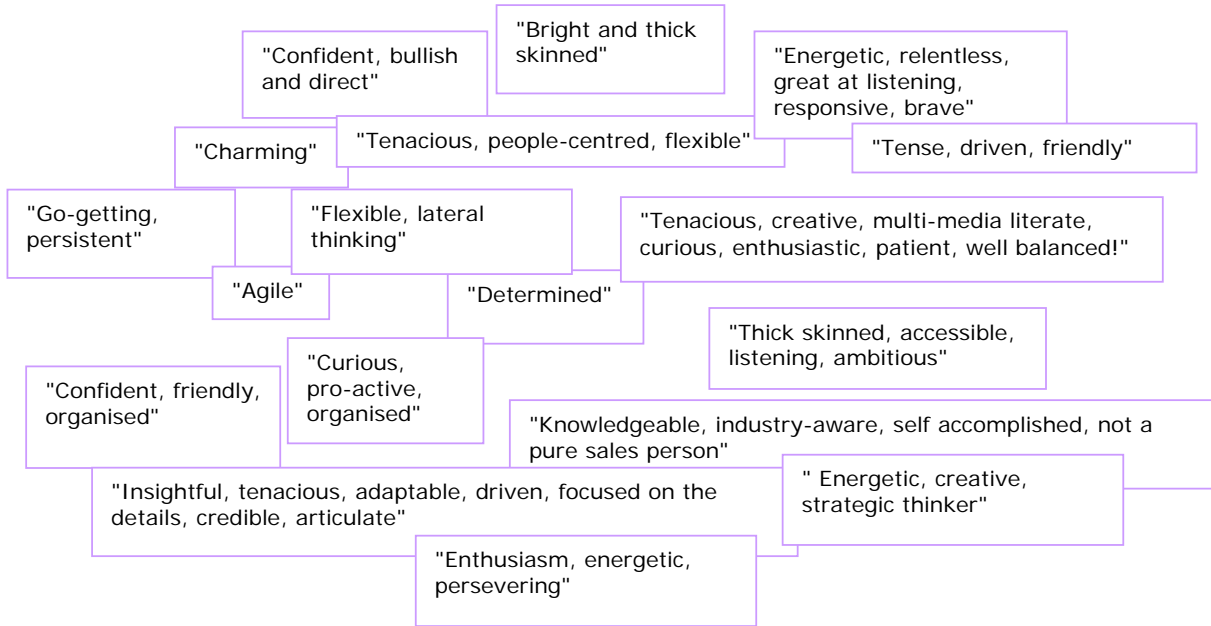 "Bright and thick
skinned"
"Confident, bullish
and direct"
"Energetic, relentless,
great at listening,
responsive, brave"
"Charming"
"Tenacious, people-centred, flexible"
"Tense, driven, friendly"
"Go-getting,
persistent"
"Flexible, lateral
thinking"
"Tenacious, creative, multi-media literate,
curious, enthusiastic, patient, well balanced!"
"Agile"
"Determined"
"Thick skinned, accessible,
listening, ambitious"
"Curious,
pro-active,
organised"
"Confident, friendly,
organised"
"Knowledgeable, industry-aware, self accomplished, not a
pure sales person"
"Insightful, tenacious, adaptable, driven, focused on the
details, credible, articulate"
" Energetic, creative,
strategic thinker"
"Enthusiasm, energetic,
persevering"